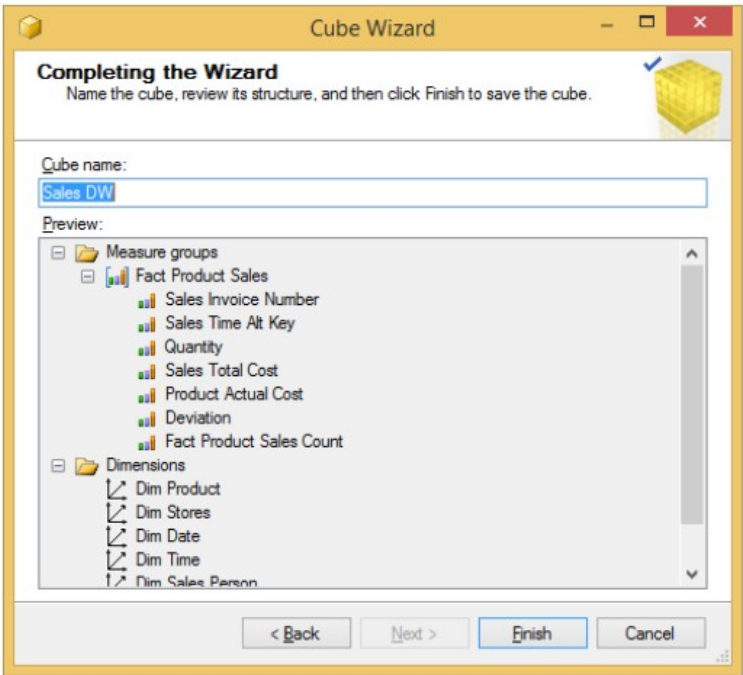 Cube Wizard
Completing the Wizard
Name the cube, review its structure, and then click Finish to save the cube.
Cube name:
Sales DW
Preview:
Measure groups
Fact Product Sales
Sales Invoice Number
Sales Time Alt Key
Quantity
Sales Total Cost
Product Actual Cost
Deviation
Fact Product Sales Count
Dimensions
Dim Product
Dim Stores
Dim Date
Dim Time
Dim Sales Person
< Back Next > Finish Cancel